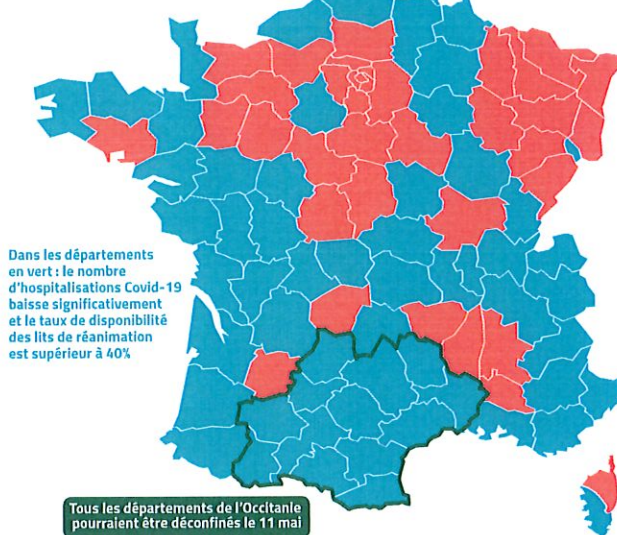 Dans les départements
en vert : le nombre
d'hospitalisations Covid-19
baisse significativement
et le taux de disponibilité
des lits de réanimation
est supérieur à 40%
Tous les départements de l'Occitanie
pourraient être déconfinés le 11 mai